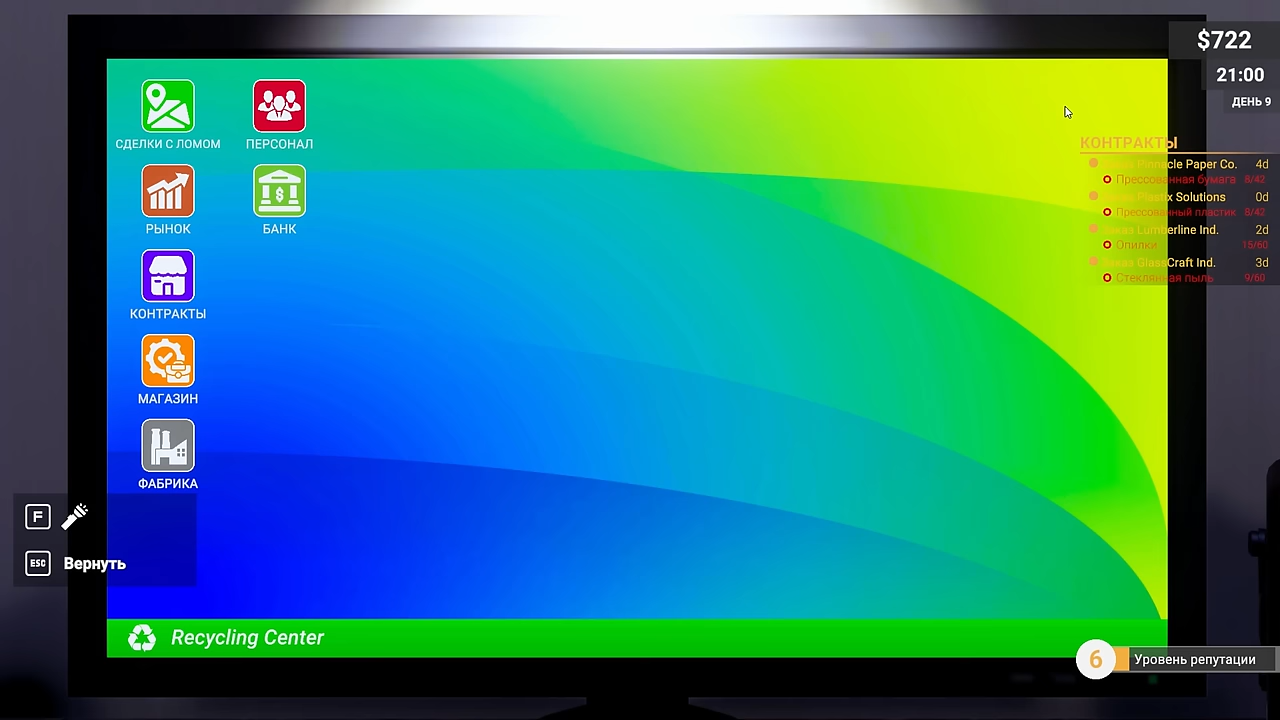 $722
21:00
ДЕНЬ 9
СДЕЛКИ С ЛОМОМ
ПЕРСОНАЛ
РЫНОК
БАНК
КОНТРАКТЫ
МАГАЗИН
ФАБРИКА
КОНТРАКТЫ
Pinnacle Paper Co. 4d
Прессованная бумага 8/42
Plastix Solutions 0d
Прессованный пластик 8/42
Lumberline Ind. 2d
Опилки 15/60
GlassCraft Ind. 3d
Стеклянная пыль 9/60
F
ESC Вернуть
Recycling Center
6 Уровень репутации